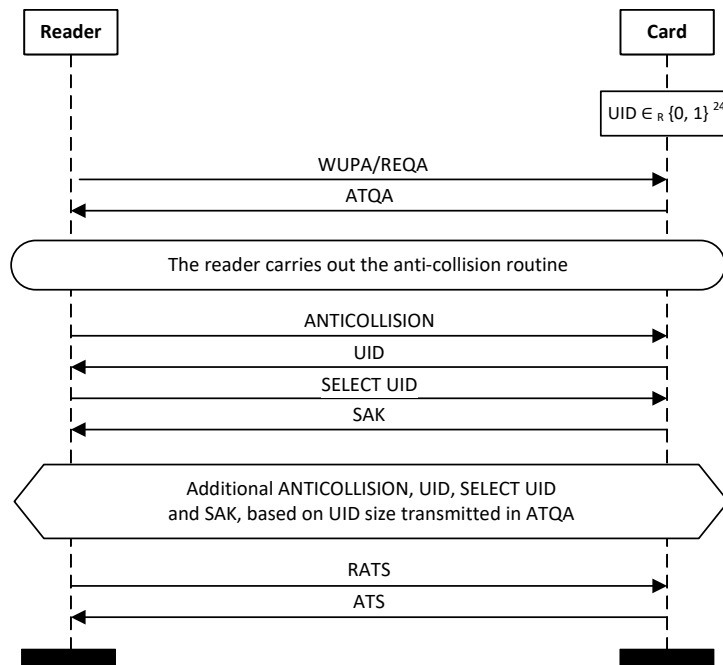 Reader Card
UID ∈ R {0, 1} 24
WUPA/REQA
ATQA
The reader carries out the anti-collision routine
ANTICOLLISION
UID
SELECT UID
SAK
Additional ANTICOLLISION, UID, SELECT UID
and SAK, based on UID size transmitted in ATQA
RATS
ATS